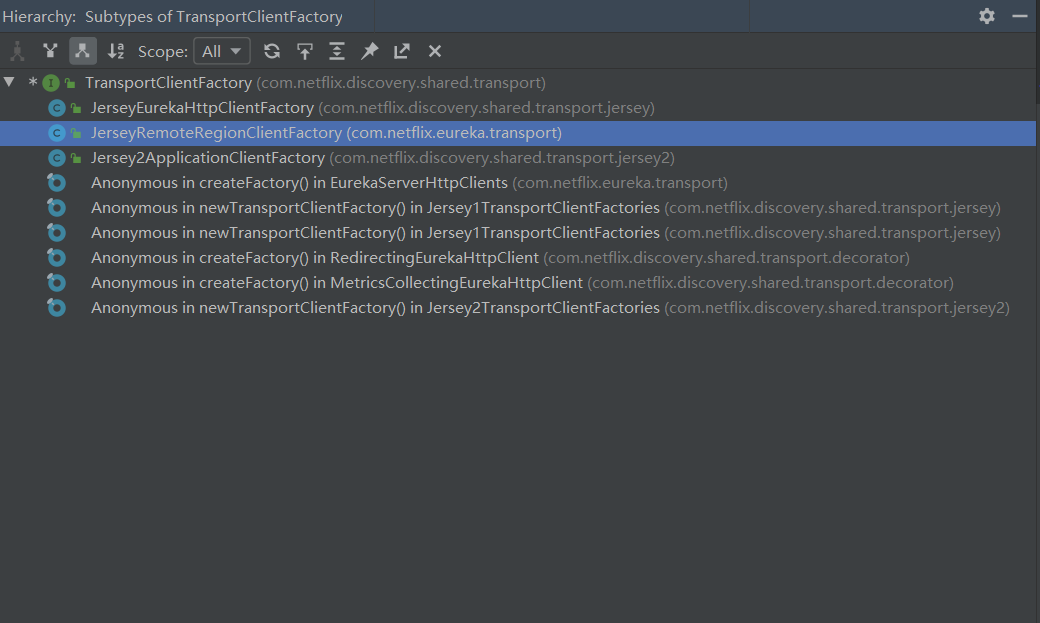 Hierarchy: Subtypes of TransportClientFactory
Scope: All
* TransportClientFactory (com.netflix.discovery.shared.transport)
JerseyEurekaHttpClientFactory (com.netflix.discovery.shared.transport.jersey)
JerseyRemoteRegionClientFactory (com.netflix.eureka.transport)
Jersey2ApplicationClientFactory (com.netflix.discovery.shared.transport.jersey2)
Anonymous in createFactory() in EurekaServerHttpClients (com.netflix.eureka.transport)
Anonymous in newTransportClientFactory() in Jersey1TransportClientFactories (com.netflix.discovery.shared.transport.jersey)
Anonymous in newTransportClientFactory() in Jersey1TransportClientFactories (com.netflix.discovery.shared.transport.jersey)
Anonymous in createFactory() in RedirectingEurekaHttpClient (com.netflix.discovery.shared.transport.decorator)
Anonymous in createFactory() in MetricsCollectingEurekaHttpClient (com.netflix.discovery.shared.transport.decorator)
Anonymous in newTransportClientFactory() in Jersey2TransportClientFactories (com.netflix.discovery.shared.transport.jersey2)